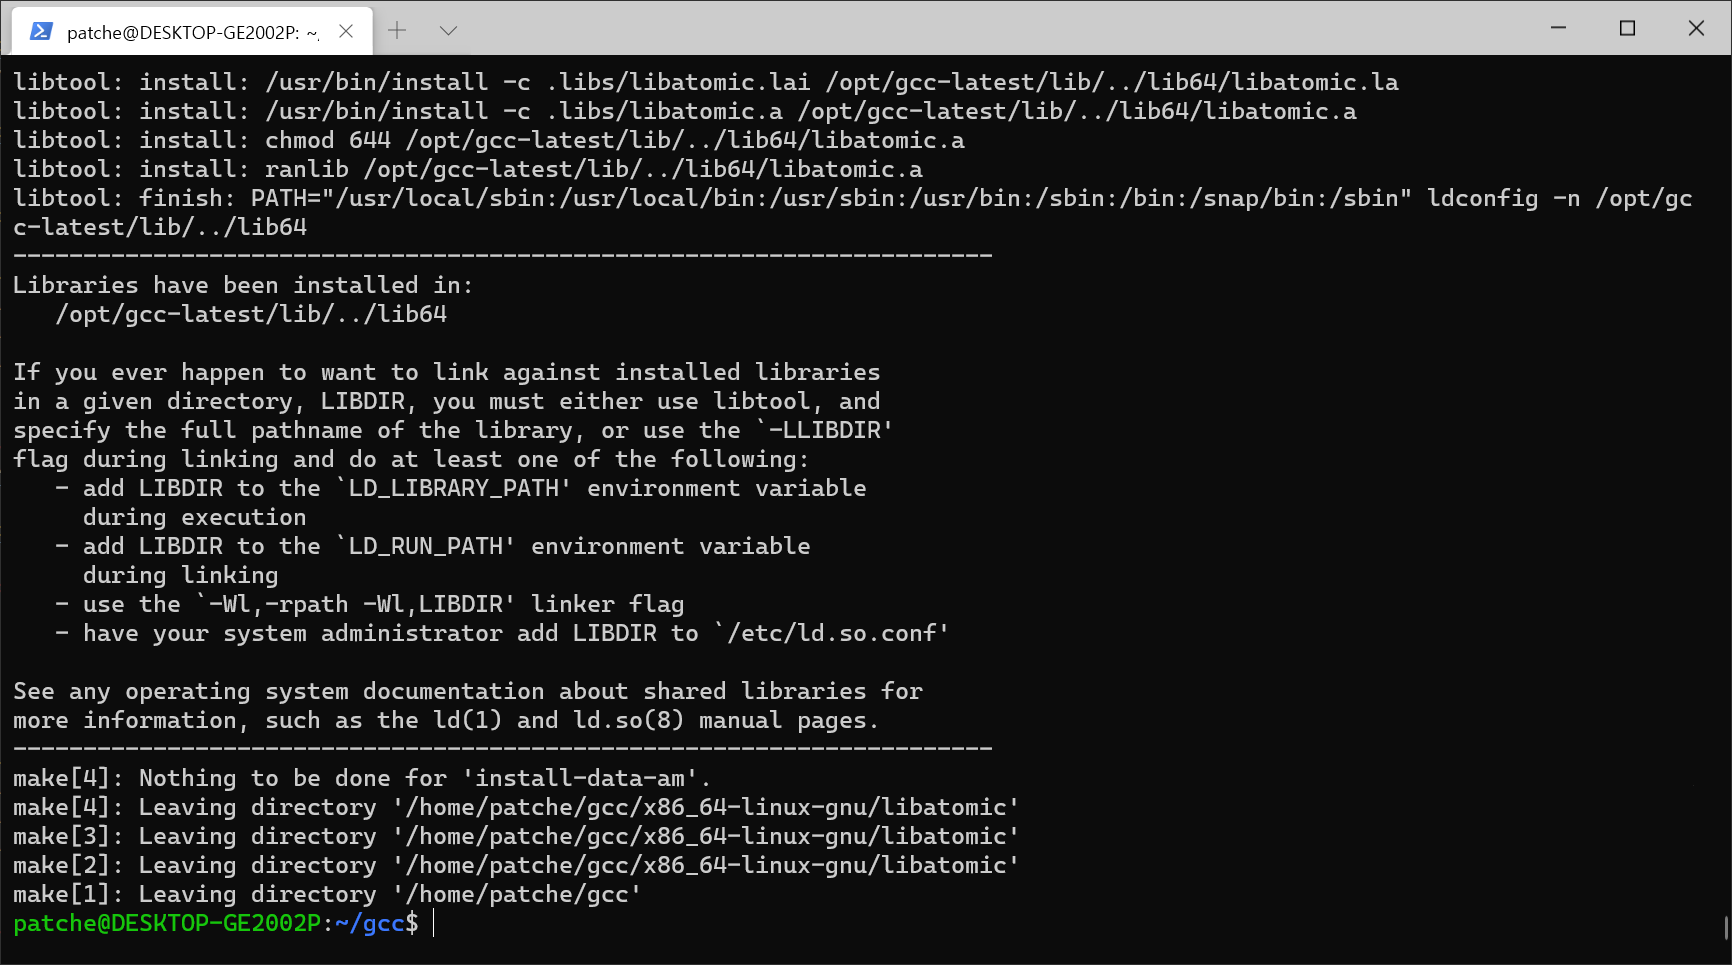 patche@DESKTOP-GE2002P: ~/
libtool: install: /usr/bin/install -c .libs/libatomic.lai /opt/gcc-latest/lib/../lib64/libatomic.la
libtool: install: /usr/bin/install -c .libs/libatomic.a /opt/gcc-latest/lib/../lib64/libatomic.a
libtool: install: chmod 644 /opt/gcc-latest/lib/../lib64/libatomic.a
libtool: install: ranlib /opt/gcc-latest/lib/../lib64/libatomic.a
libtool: finish: PATH="/usr/local/sbin:/usr/local/bin:/usr/sbin:/usr/bin:/sbin:/bin:/snap/bin:/sbin" ldconfig -n /opt/gc
c-latest/lib/../lib64
----------------------------------------------------------------------
Libraries have been installed in:
   /opt/gcc-latest/lib/../lib64

If you ever happen to want to link against installed libraries
in a given directory, LIBDIR, you must either use libtool, and
specify the full pathname of the library, or use the `-LLIBDIR'
flag during linking and do at least one of the following:
   - add LIBDIR to the `LD_LIBRARY_PATH' environment variable
     during execution
   - add LIBDIR to the `LD_RUN_PATH' environment variable
     during linking
   - use the `-Wl,-rpath -Wl,LIBDIR' linker flag
   - have your system administrator add LIBDIR to `/etc/ld.so.conf'

See any operating system documentation about shared libraries for
more information, such as the ld(1) and ld.so(8) manual pages.
----------------------------------------------------------------------
make[4]: Nothing to be done for 'install-data-am'.
make[4]: Leaving directory '/home/patche/gcc/x86_64-linux-gnu/libatomic'
make[3]: Leaving directory '/home/patche/gcc/x86_64-linux-gnu/libatomic'
make[2]: Leaving directory '/home/patche/gcc/x86_64-linux-gnu/libatomic'
make[1]: Leaving directory '/home/patche/gcc'
patche@DESKTOP-GE2002P:~/gcc$